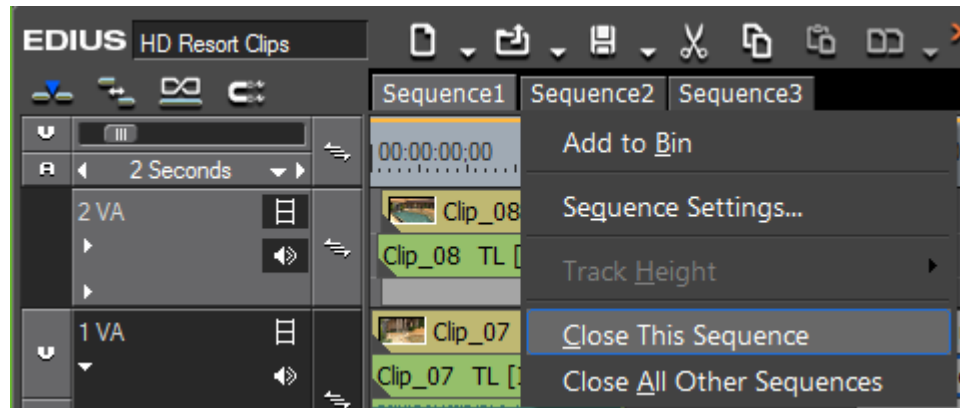 EDIUS HD Resort Clips
Sequence1 Sequence2 Sequence3
V
A 2 Seconds
00:00:00;00
Add to Bin
2 VA
Clip_08
Sequence Settings...
Clip_08 TL [
Track Height
V
1 VA
Clip_07
Close This Sequence
Clip_07 TL [
Close All Other Sequences